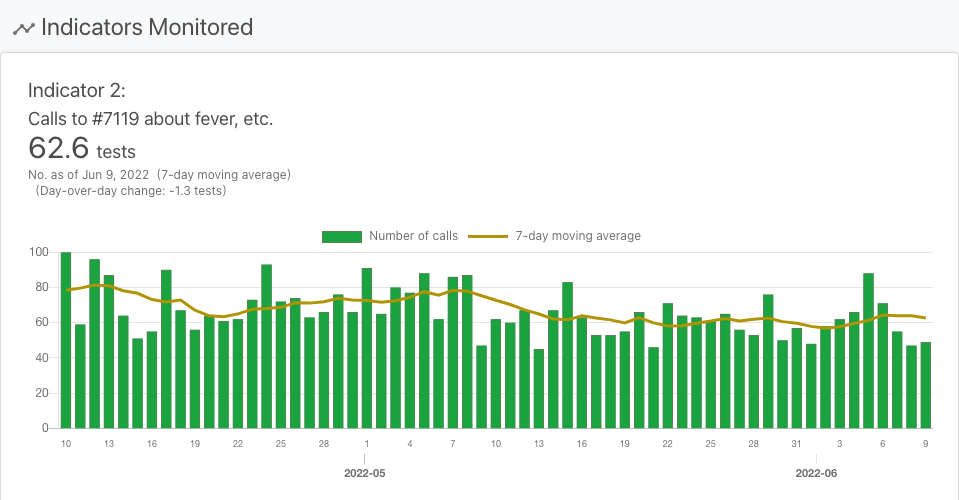 Indicators Monitored
Indicator 2:
Calls to #7119 about fever, etc.
62.6 tests
No. as of Jun 9, 2022 (7-day moving average)
(Day-over-day change: -1.3 tests)
Number of calls 7-day moving average
100
80
60
40
20
0
10 13 16 19 22 25 28 1 4 7 10 13 16 19 22 25 28 31 3 6 9
2022-05 2022-06